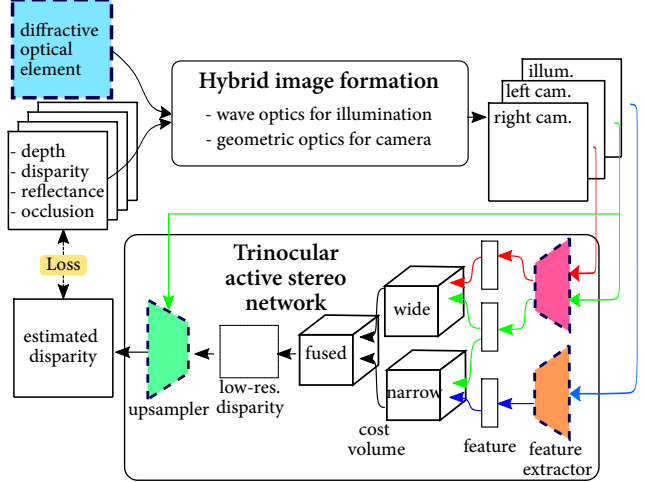 diffractive
optical
element
Hybrid image formation
- wave optics for illumination
- geometric optics for camera
illum.
left cam.
right cam.
- depth
- disparity
- reflectance
- occlusion
Loss
Trinocular
active stereo
network
estimated
disparity
upsampler
low-res.
disparity
fused
wide
narrow
cost
volume
feature
feature
extractor